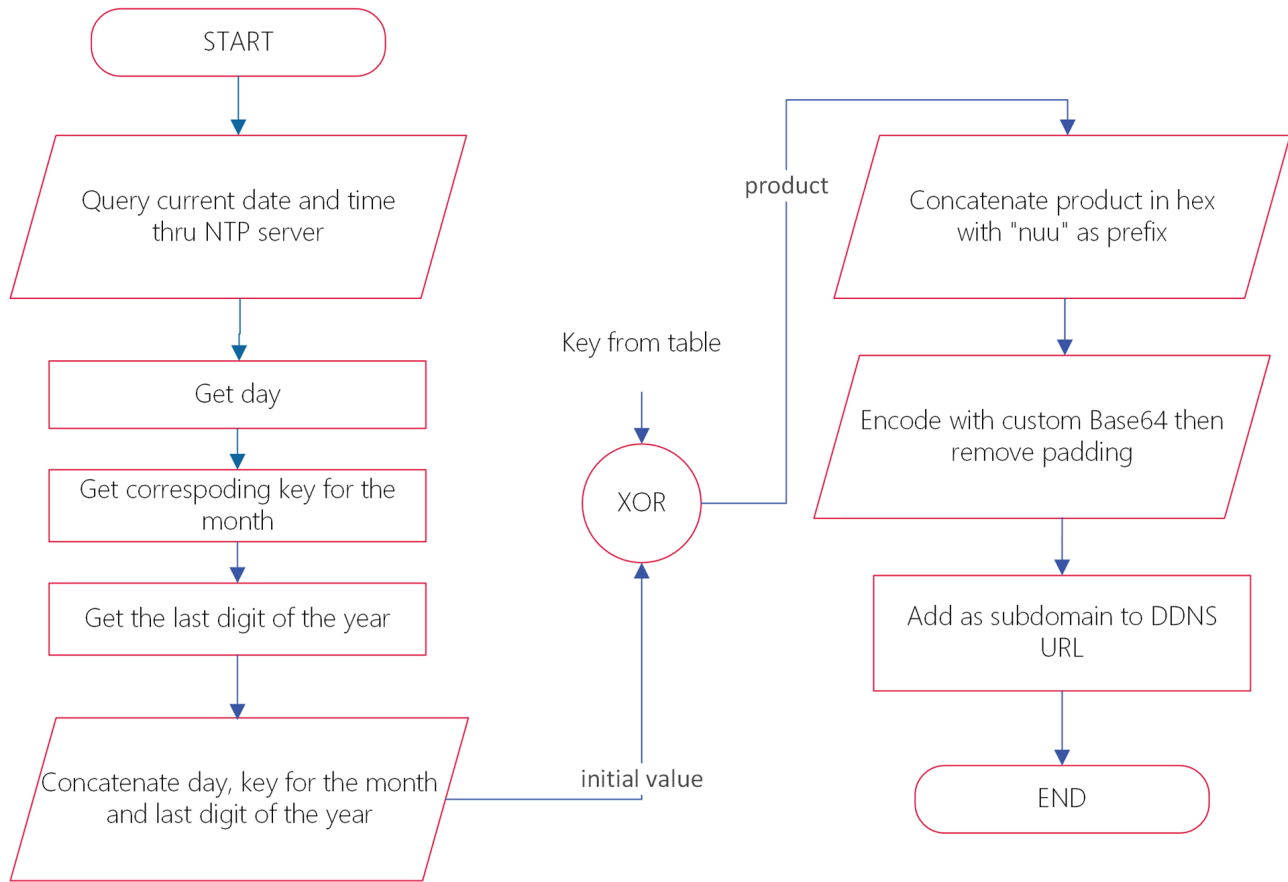 START
Query current date and time
thru NTP server
Get day
Get correspoding key for the
month
Get the last digit of the year
Concatenate day, key for the month
and last digit of the year
initial value
Key from table
XOR
product
Concatenate product in hex
with "nuu" as prefix
Encode with custom Base64 then
remove padding
Add as subdomain to DDNS
URL
END